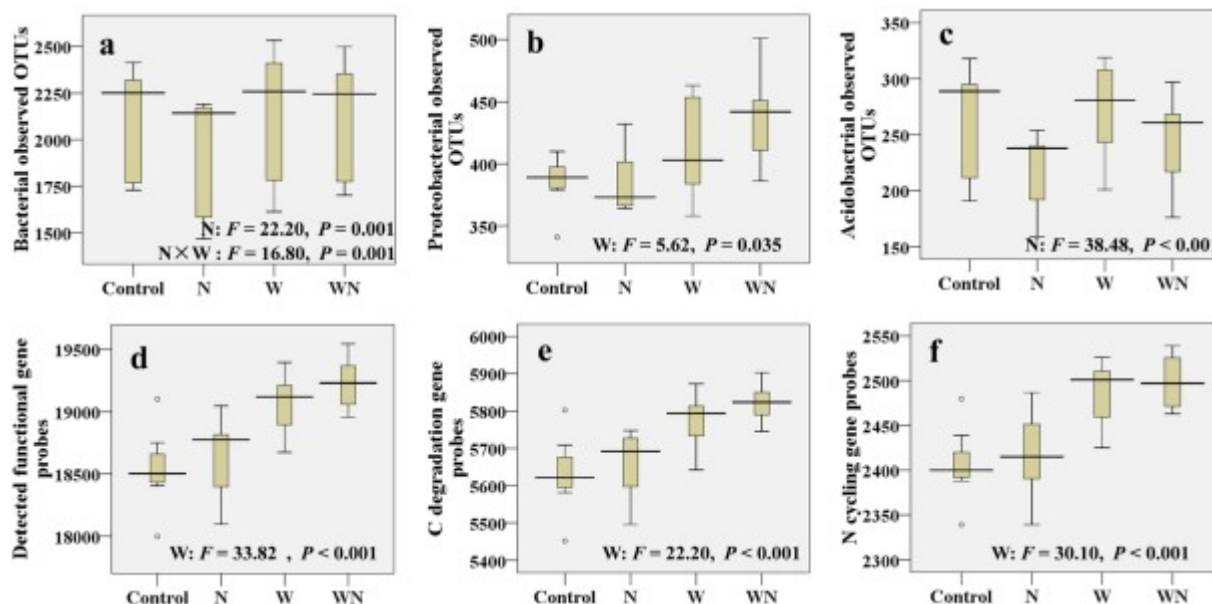 a
Bacterial observed OTUs
2500
2250
2000
1750
1500
N: F = 22.20, P = 0.001
N×W : F = 16.80, P = 0.001
Control N W WN
b
Proteobacterial observed
OTUs
500
450
400
350
W: F = 5.62, P = 0.035
Control N W WN
c
Acidobactrial observed
OTUs
350
300
250
200
150
N: F = 38.48, P < 0.001
Control N W WN
d
Detected functional gene
probes
19500
19000
18500
18000
W: F = 33.82 , P < 0.001
Control N W WN
e
C degradation gene
probes
6000
5900
5800
5700
5600
5500
5400
W: F = 22.20, P < 0.001
Control N W WN
f
N cycling gene probes
2550
2500
2450
2400
2350
2300
W: F = 30.10, P < 0.001
Control N W WN